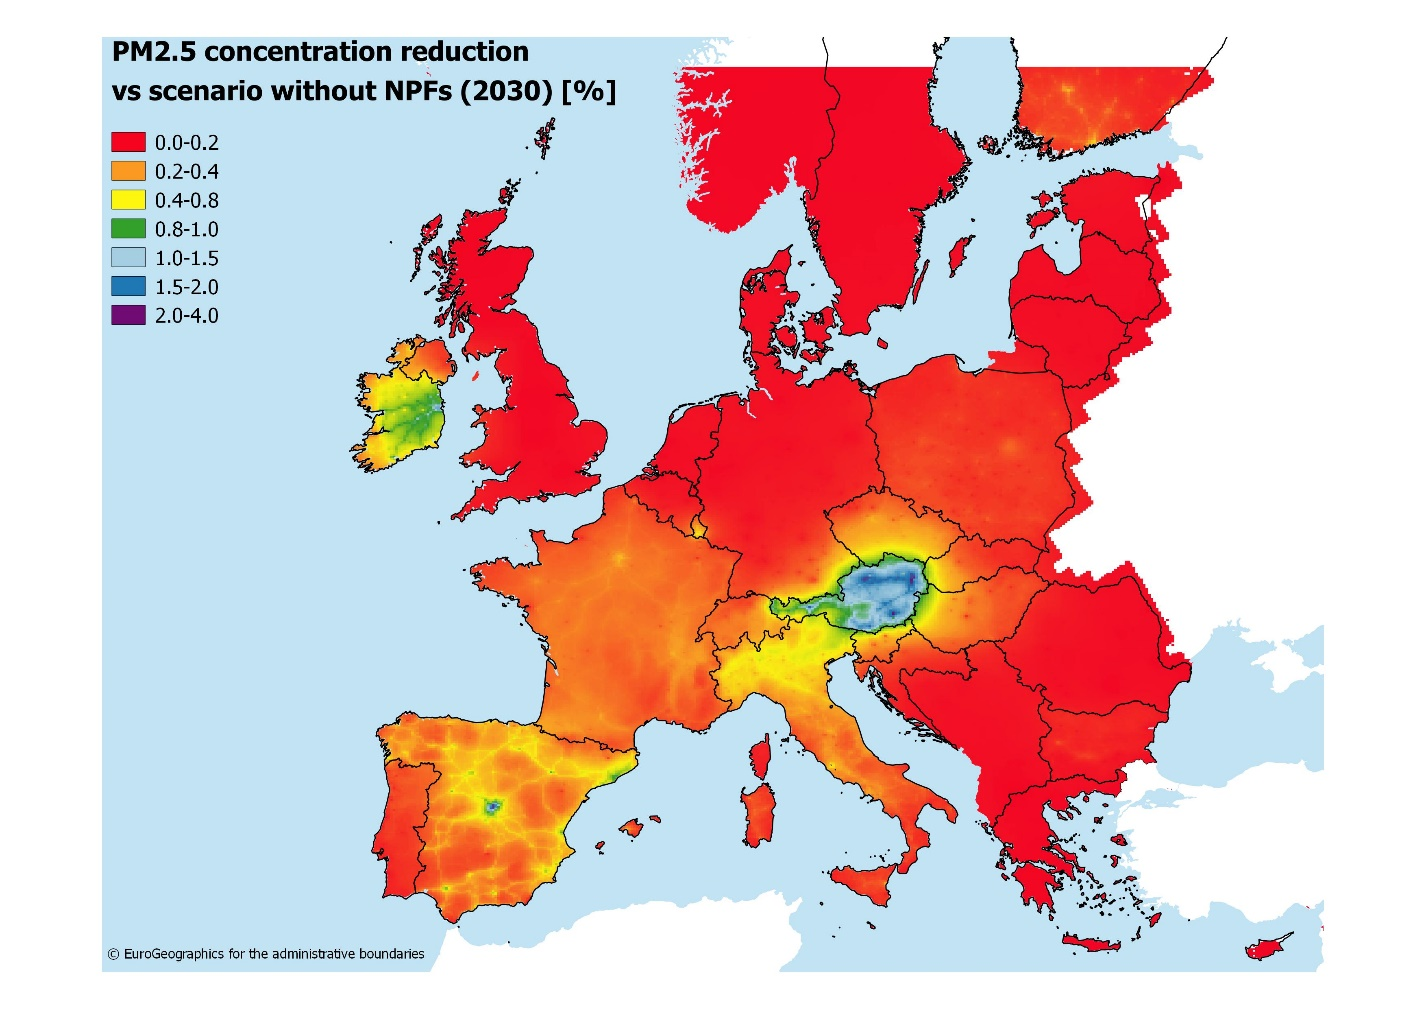 PM2.5 concentration reduction
vs scenario without NPFs (2030) [%]
0.0-0.2
0.2-0.4
0.4-0.8
0.8-1.0
1.0-1.5
1.5-2.0
2.0-4.0
© EuroGeographics for the administrative boundaries